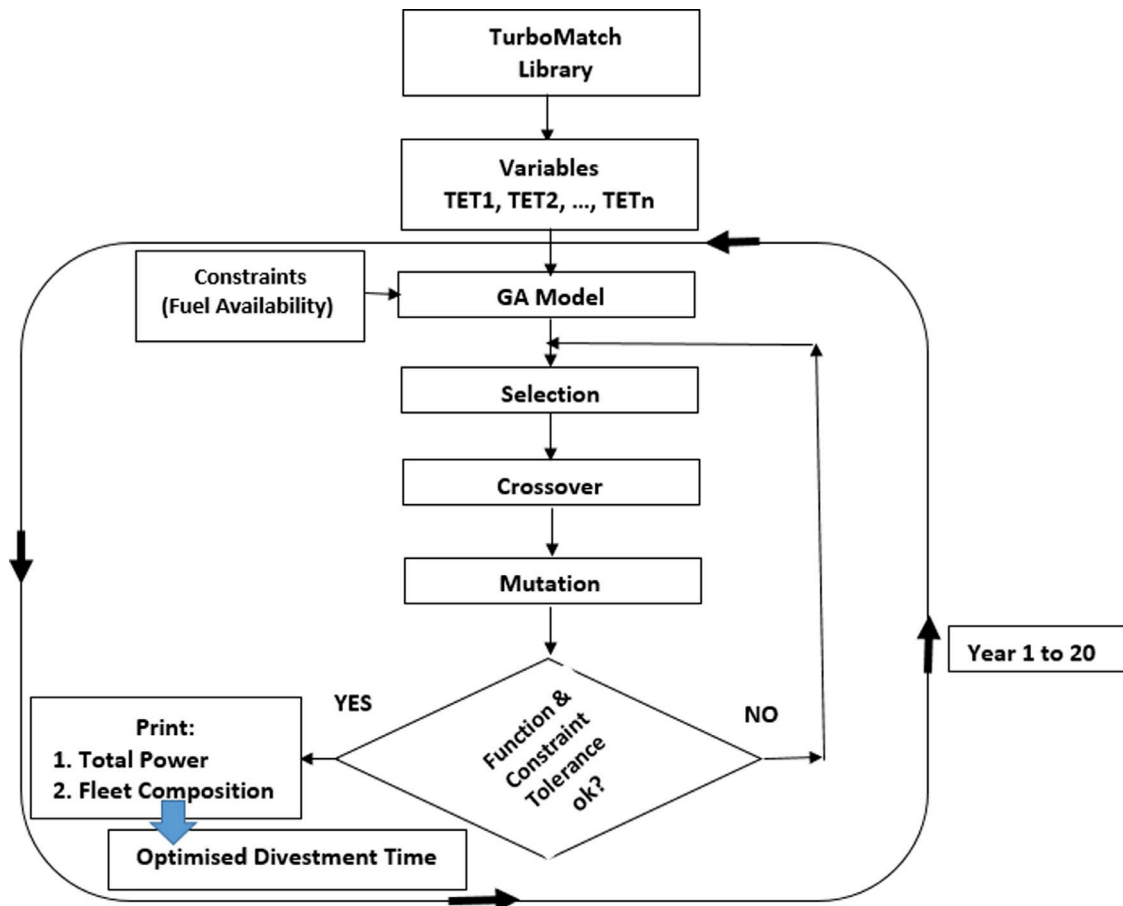 TurboMatch
Library
Variables
TET1, TET2, ..., TETn
Constraints
(Fuel Availability)
GA Model
Selection
Crossover
Mutation
Year 1 to 20
YES
NO
Function &
Constraint
Tolerance
ok?
Print:
1. Total Power
2. Fleet Composition
Optimised Divestment Time